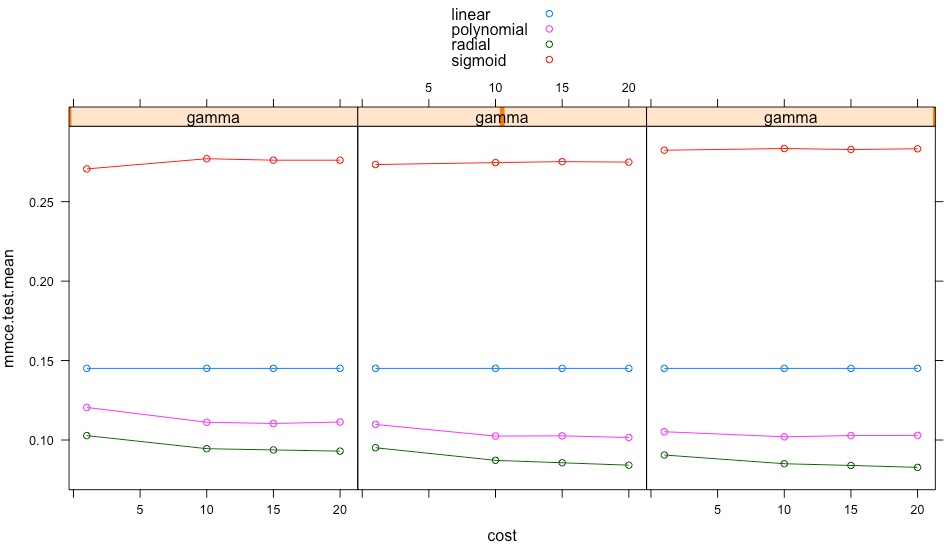 linear
polynomial
radial
sigmoid
5 10 15 20
gamma gamma gamma
0.25
0.20
0.15
0.10
mmce.test.mean
5 10 15 20 5 10 15 20
cost